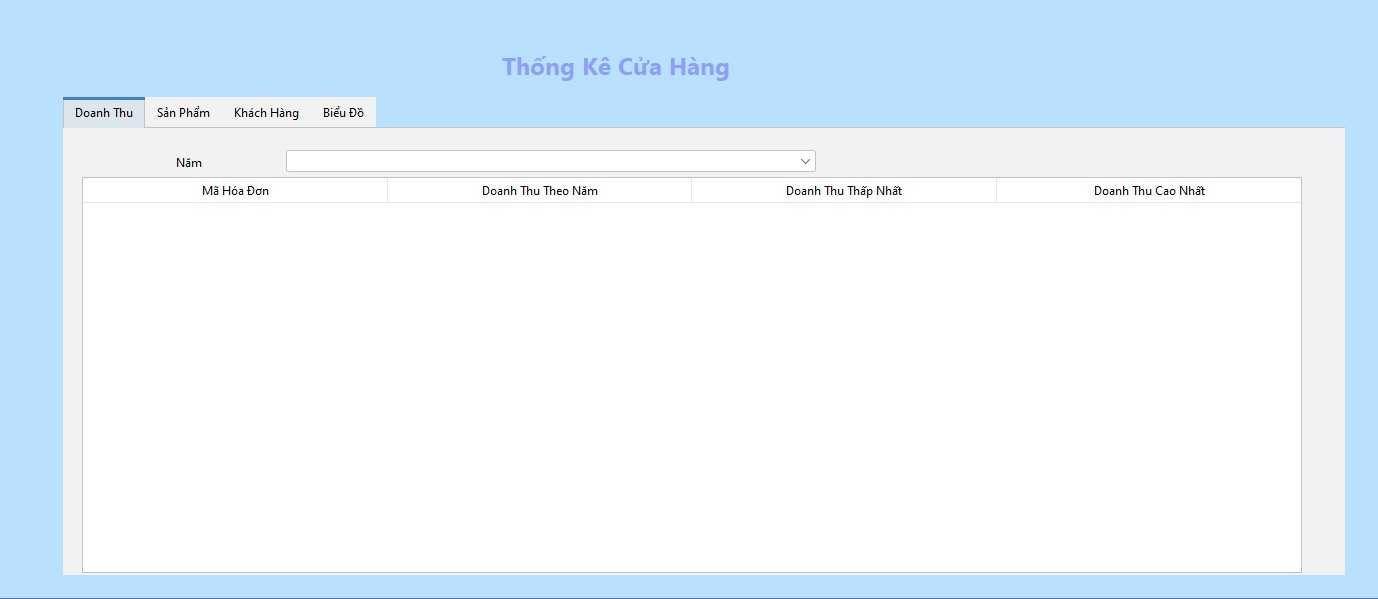 Thống Kê Cửa Hàng
Doanh Thu Sản Phẩm Khách Hàng Biểu Đồ
Năm
Mã Hóa Đơn Doanh Thu Theo Năm Doanh Thu Thấp Nhất Doanh Thu Cao Nhất